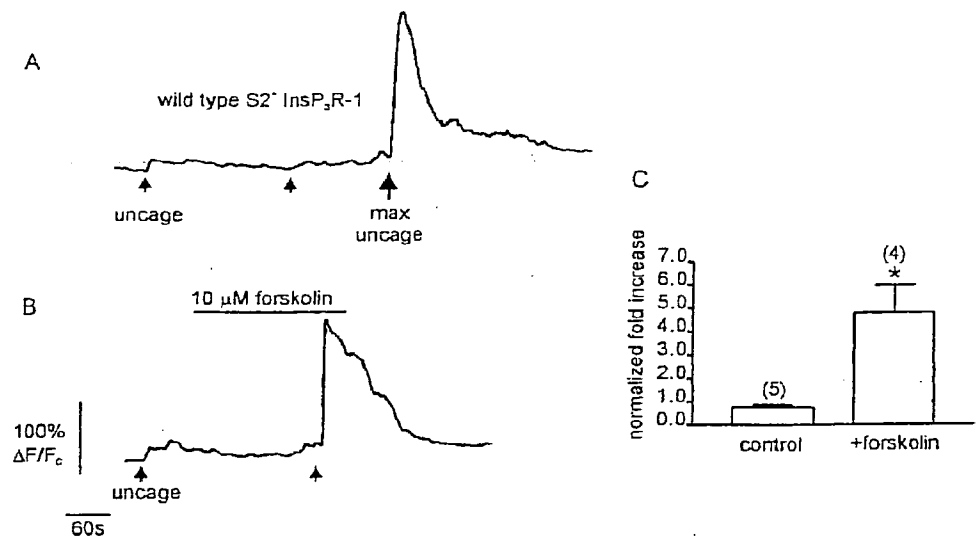 A
wild type S2⁻ InsP₃R-1
uncage
max
uncage
B
10 µM forskolin
100%
ΔF/Fₒ
uncage
60s
C
normalized fold increase
7.0
6.0
5.0
4.0
3.0
2.0
1.0
0.0
(5)
(4)
*
control
+forskolin